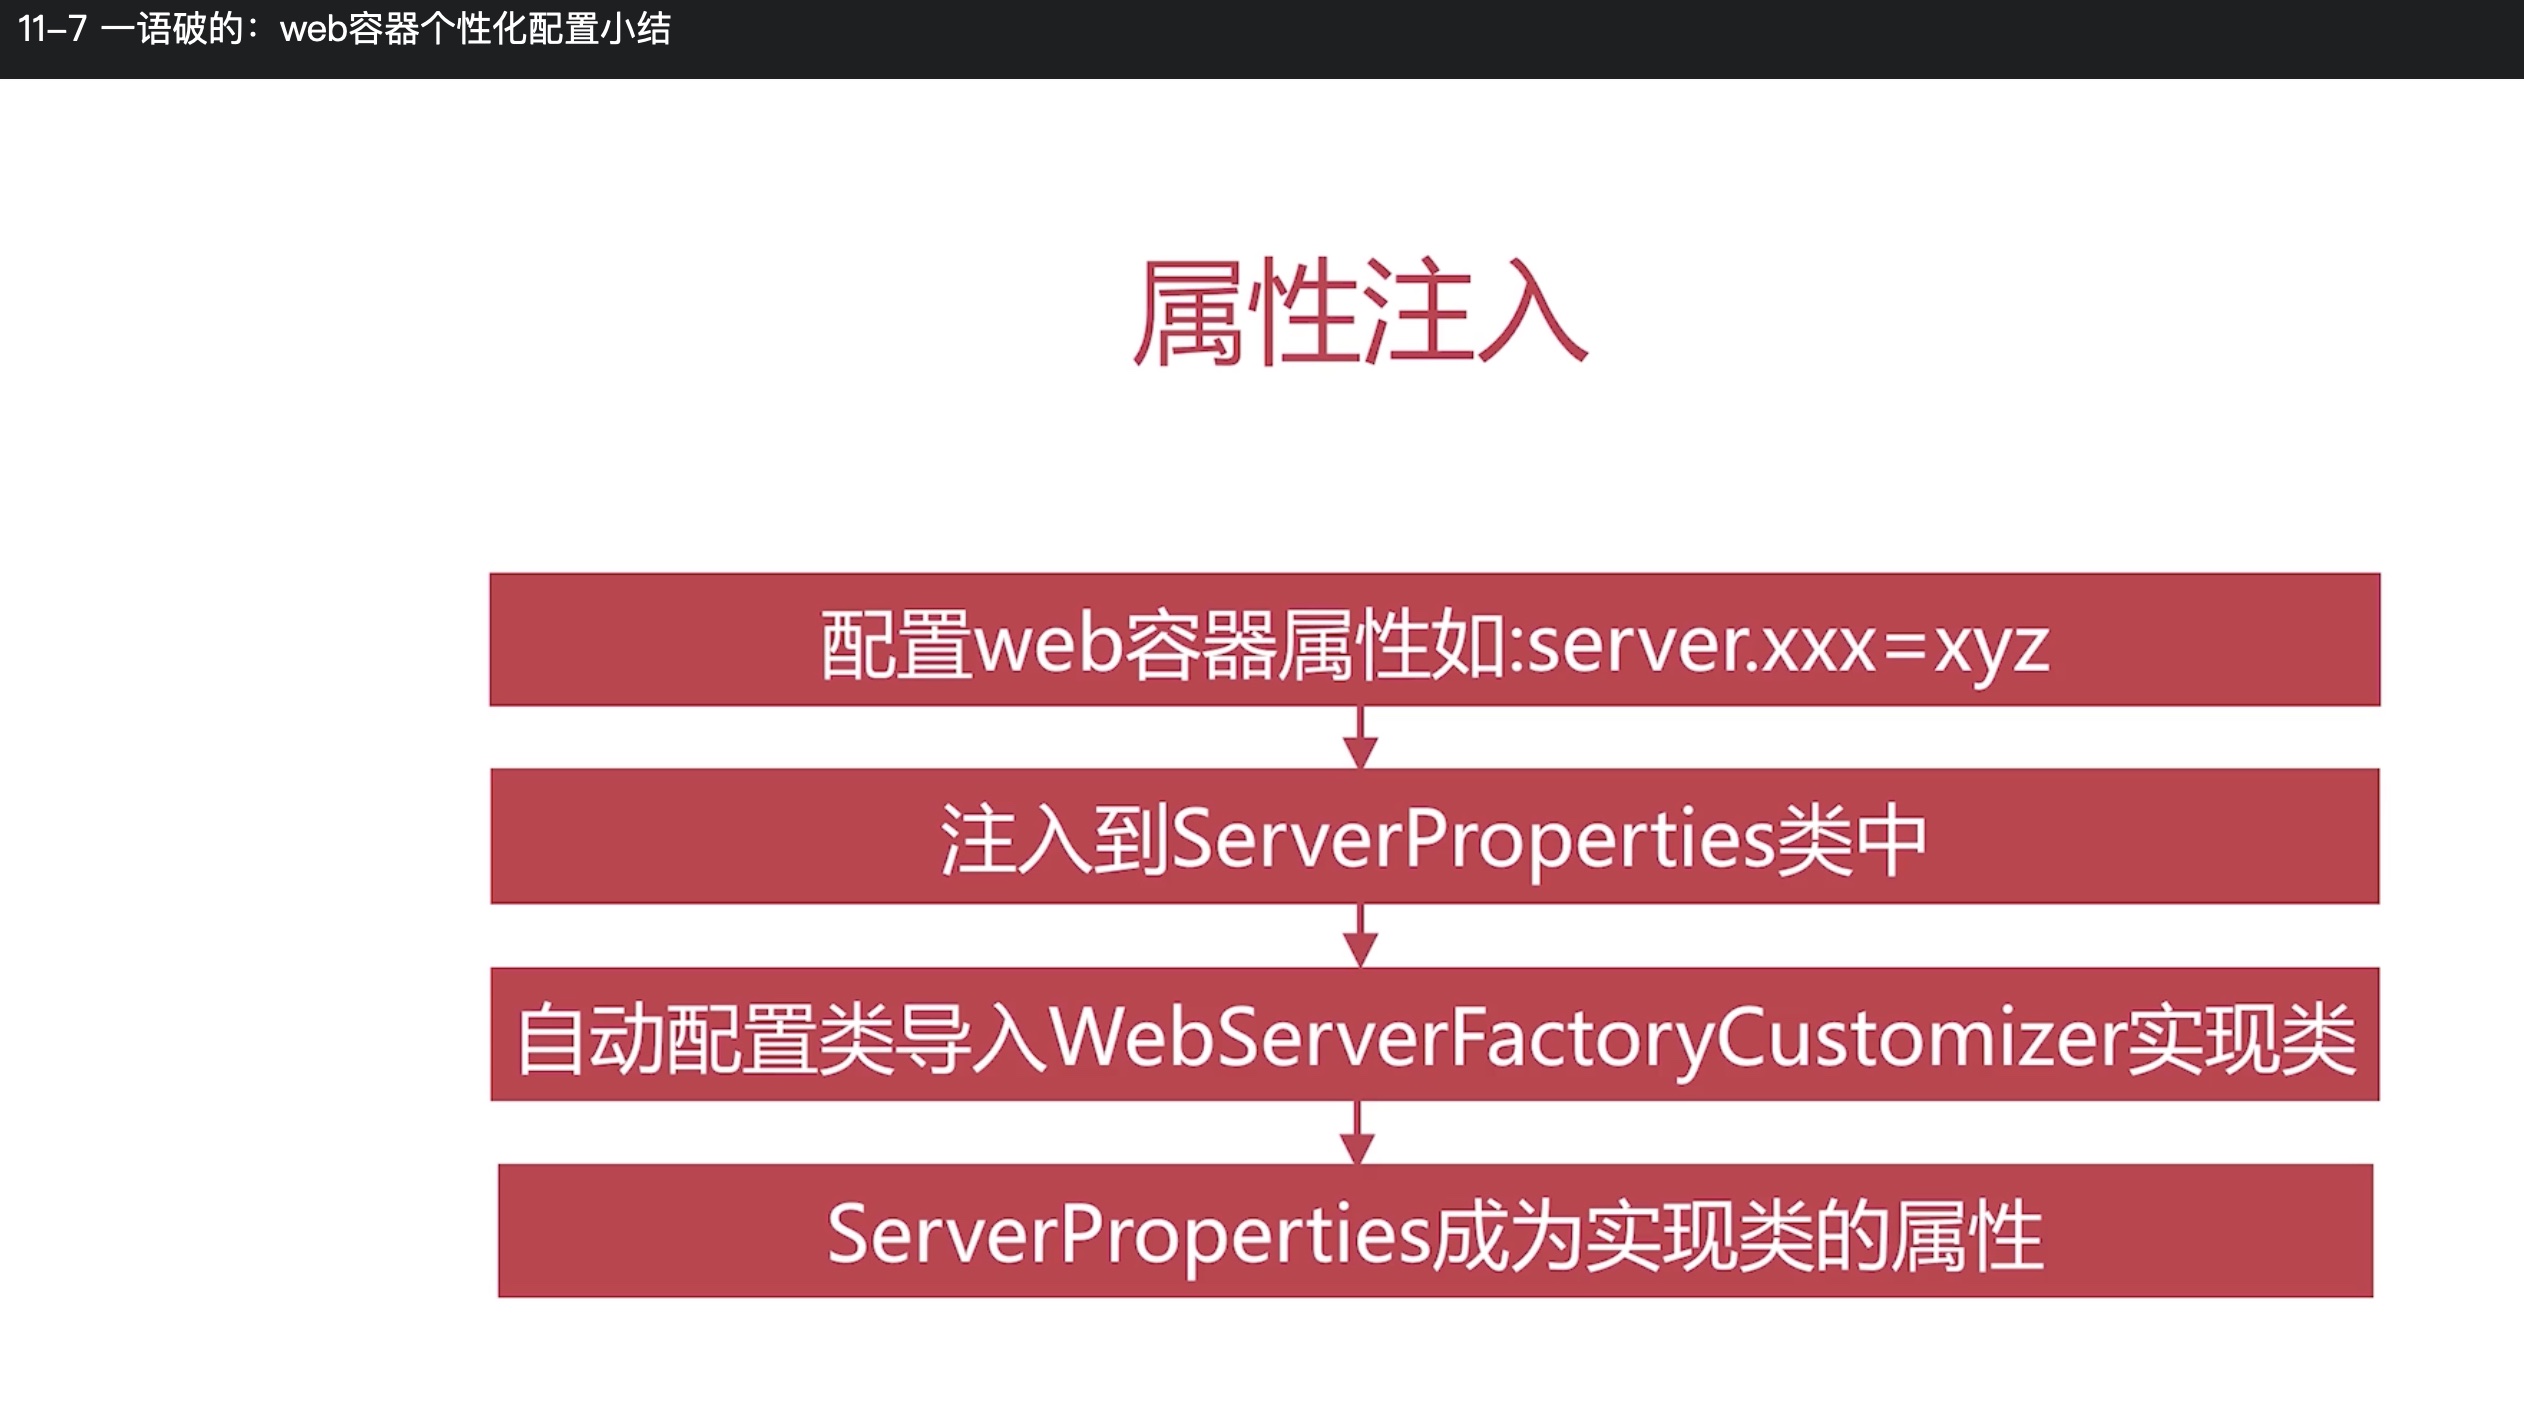 11-7 一语破的：web容器个性化配置小结
属性注入
配置web容器属性如:server.xxx=xyz
注入到ServerProperties类中
自动配置类导入WebServerFactoryCustomizer实现类
ServerProperties成为实现类的属性